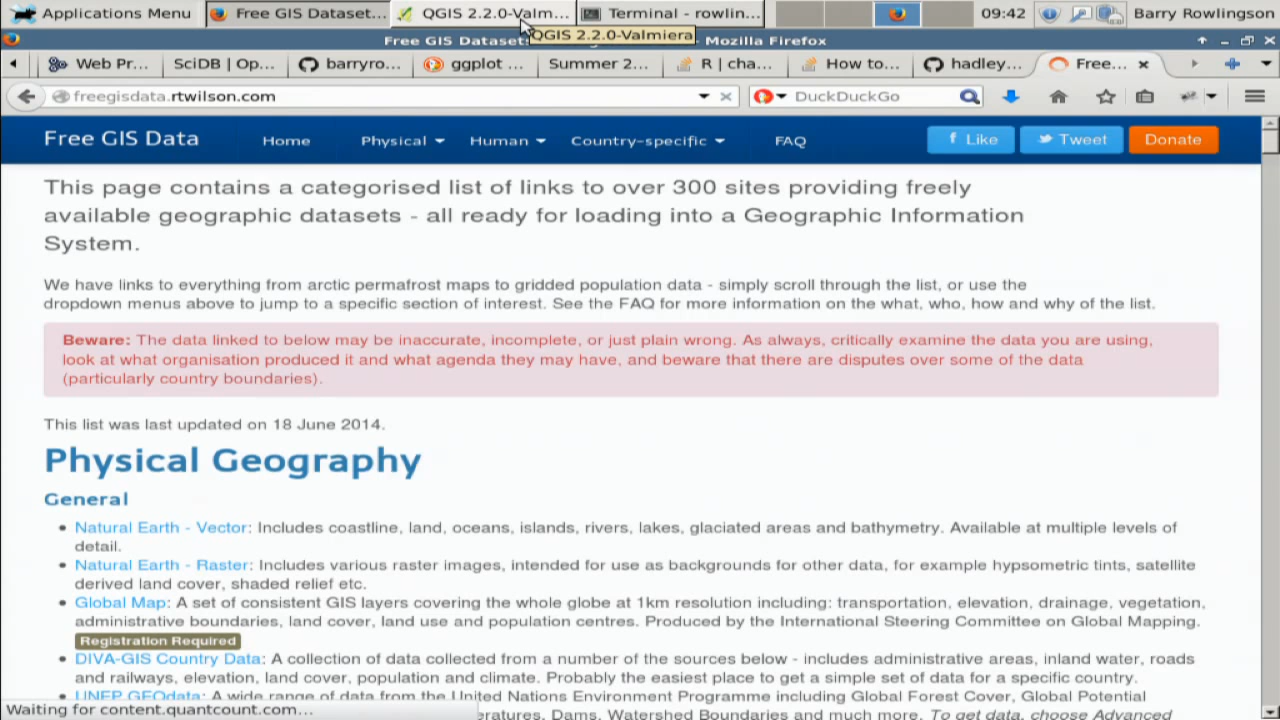 Applications Menu Free GIS Dataset... QGIS 2.2.0-Valm... Terminal - rowlin... 09:42 Barry Rowlingson
QGIS 2.2.0-Valmiera
Free GIS Dataset - Mozilla Firefox
Web Pr... SciDB | Op... barryro... ggplot ... Summer 2... R | cha... How to... hadley... Free...
freegisdata.rtwilson.com DuckDuckGo
Free GIS Data Home Physical Human Country-specific FAQ Like Tweet Donate
This page contains a categorised list of links to over 300 sites providing freely
available geographic datasets - all ready for loading into a Geographic Information
System.
We have links to everything from arctic permafrost maps to gridded population data - simply scroll through the list, or use the
dropdown menus above to jump to a specific section of interest. See the FAQ for more information on the what, who, how and why of the list.
Beware: The data linked to below may be inaccurate, incomplete, or just plain wrong. As always, critically examine the data you are using,
look at what organisation produced it and what agenda they may have, and beware that there are disputes over some of the data
(particularly country boundaries).
This list was last updated on 18 June 2014.
Physical Geography
General
• Natural Earth - Vector: Includes coastline, land, oceans, islands, rivers, lakes, glaciated areas and bathymetry. Available at multiple levels of
detail.
• Natural Earth - Raster: Includes various raster images, intended for use as backgrounds for other data, for example hypsometric tints, satellite
derived land cover, shaded relief etc.
• Global Map: A set of consistent GIS layers covering the whole globe at 1km resolution including: transportation, elevation, drainage, vegetation,
administrative boundaries, land cover, land use and population centres. Produced by the International Steering Committee on Global Mapping.
Registration Required
• DIVA-GIS Country Data: A collection of data collected from a number of the sources below - includes administrative areas, inland water, roads
and railways, elevation, land cover, population and climate. Probably the easiest place to get a simple set of data for a specific country.
• UNEP GEOdata: A wide range of data from the United Nations Environment Programme including Global Forest Cover, Global Potential
Waiting for content.quantcount.com... eratures, Dams, Watershed Boundaries and much more. To get data, choose Advanced